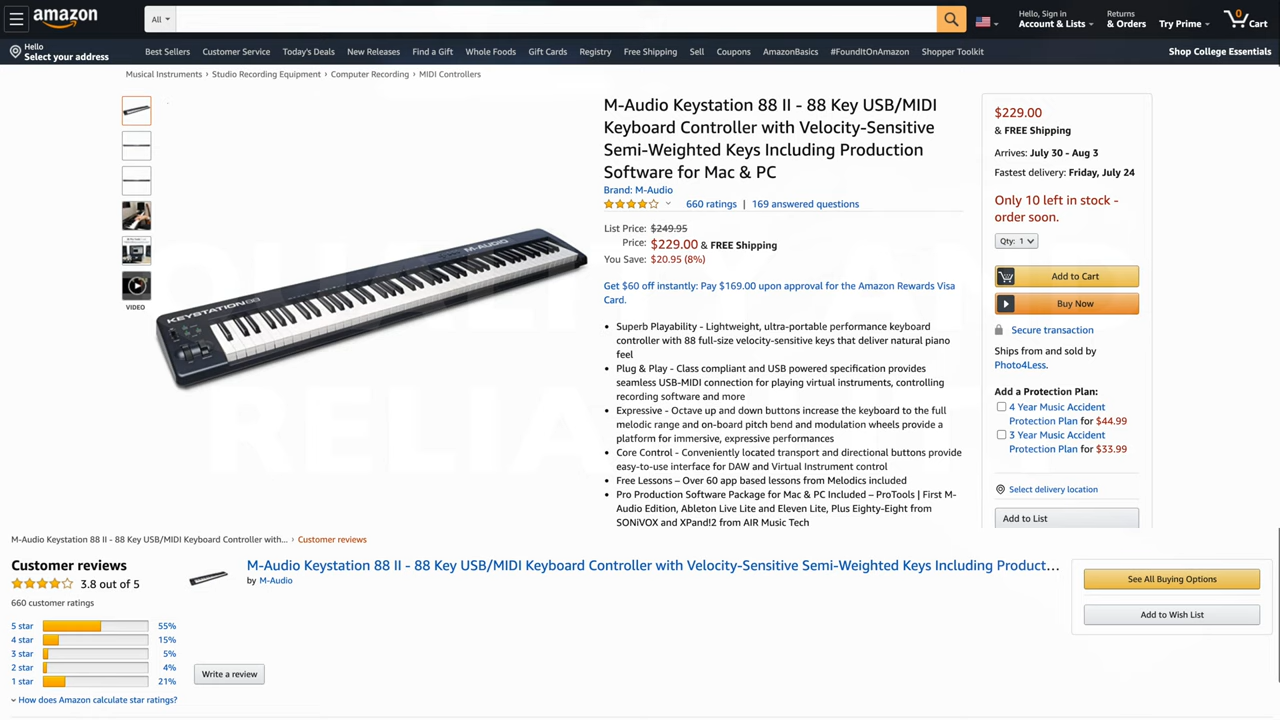 amazon
All
Hello, Sign in
Account & Lists
Returns
& Orders
Try Prime
0
Cart
Hello
Select your address
Best Sellers
Customer Service
Today's Deals
New Releases
Find a Gift
Whole Foods
Gift Cards
Registry
Free Shipping
Sell
Coupons
AmazonBasics
#FoundItOnAmazon
Shopper Toolkit
Shop College Essentials
Musical Instruments › Studio Recording Equipment › Computer Recording › MIDI Controllers
VIDEO
KEYSTATION 88
M-AUDIO
M-Audio Keystation 88 II - 88 Key USB/MIDI
Keyboard Controller with Velocity-Sensitive
Semi-Weighted Keys Including Production
Software for Mac & PC
Brand: M-Audio
660 ratings | 169 answered questions
List Price: $249.95
Price: $229.00 & FREE Shipping
You Save: $20.95 (8%)
Get $60 off instantly: Pay $169.00 upon approval for the Amazon Rewards Visa
Card.
• Superb Playability - Lightweight, ultra-portable performance keyboard
controller with 88 full-size velocity-sensitive keys that deliver natural piano
feel
• Plug & Play - Class compliant and USB powered specification provides
seamless USB-MIDI connection for playing virtual instruments, controlling
recording software and more
• Expressive - Octave up and down buttons increase the keyboard to the full
melodic range and on-board pitch bend and modulation wheels provide a
platform for immersive, expressive performances
• Core Control - Conveniently located transport and directional buttons provide
easy-to-use interface for DAW and Virtual Instrument control
• Free Lessons – Over 60 app based lessons from Melodics included
• Pro Production Software Package for Mac & PC Included – ProTools | First M-
Audio Edition, Ableton Live Lite and Eleven Lite, Plus Eighty-Eight from
SONiVOX and XPand!2 from AIR Music Tech
$229.00
& FREE Shipping
Arrives: July 30 - Aug 3
Fastest delivery: Friday, July 24
Only 10 left in stock -
order soon.
Qty: 1
Add to Cart
Buy Now
Secure transaction
Ships from and sold by
Photo4Less.
Add a Protection Plan:
4 Year Music Accident
Protection Plan for $44.99
3 Year Music Accident
Protection Plan for $33.99
Select delivery location
Add to List
M-Audio Keystation 88 II - 88 Key USB/MIDI Keyboard Controller with... › Customer reviews
Customer reviews
3.8 out of 5
660 customer ratings
5 star 55%
4 star 15%
3 star 5%
2 star 4%
1 star 21%
How does Amazon calculate star ratings?
M-Audio Keystation 88 II - 88 Key USB/MIDI Keyboard Controller with Velocity-Sensitive Semi-Weighted Keys Including Product...
by M-Audio
Write a review
See All Buying Options
Add to Wish List